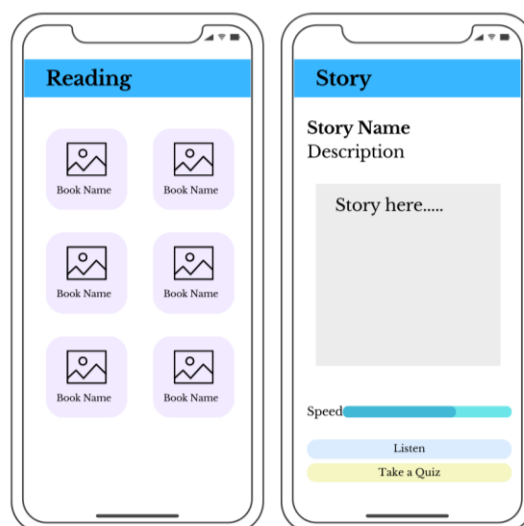 Reading
Book Name Book Name
Book Name Book Name
Book Name Book Name
Story
Story Name
Description
Story here.....
Speed
Listen
Take a Quiz